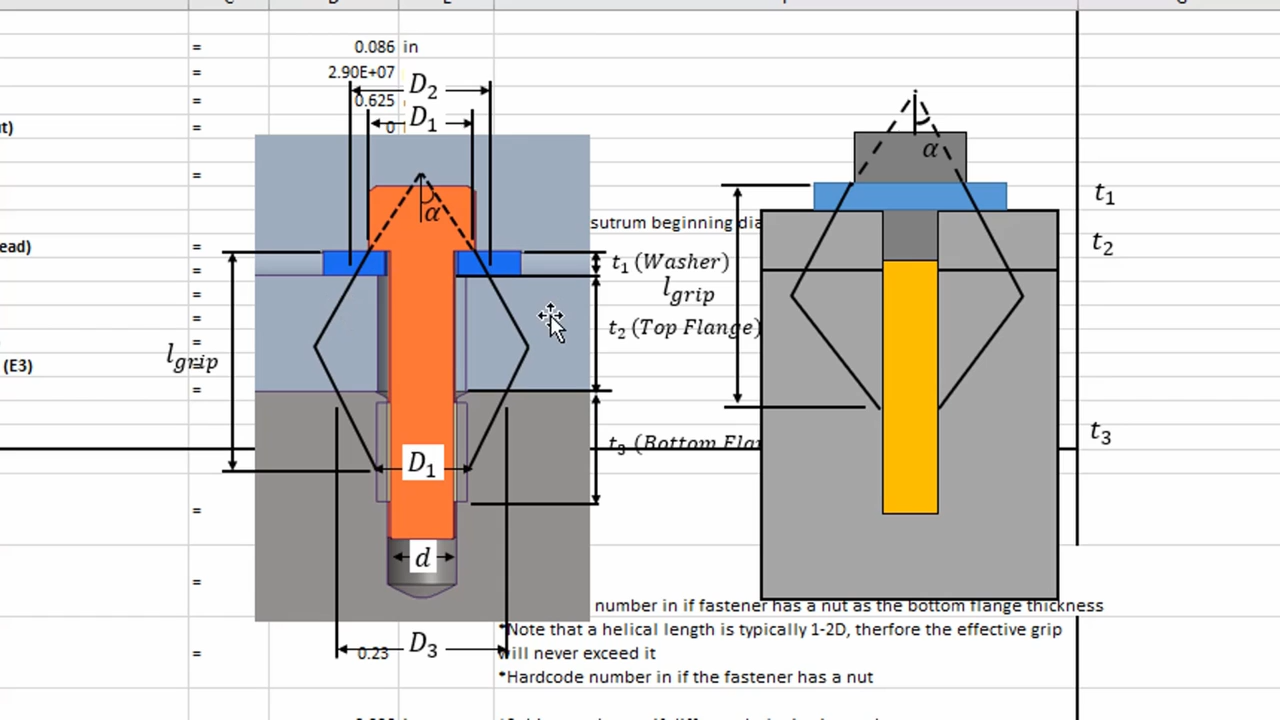 = 0.086 in
= 2.90E+07
D2
= 0.625
D1
t) = 0
=
α
α
t1
sutrum beginning dia
t2
ead) =
= t1 (Washer)
lgrip
=
= t2 (Top Flange)
lgrip =
(E3) =
=
t3
t3 (Bottom Fla
D1
=
d
=
number in if fastener has a nut as the bottom flange thickness
*Note that a helical length is typically 1-2D, therfore the effective grip
D3
= 0.23 will never exceed it
*Hardcode number in if the fastener has a nut